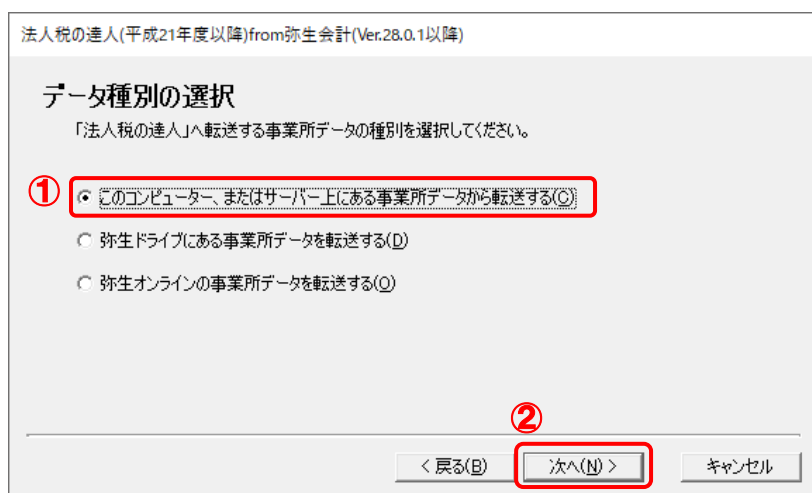 法人税の達人(平成21年度以降)from弥生会計(Ver.28.0.1以降)
データ種別の選択
「法人税の達人」へ転送する事業所データの種別を選択してください。
① このコンピューター、またはサーバー上にある事業所データから転送する(C)
弥生ドライブにある事業所データを転送する(D)
弥生オンラインの事業所データを転送する(O)
②
< 戻る(B) 次へ(N) > キャンセル